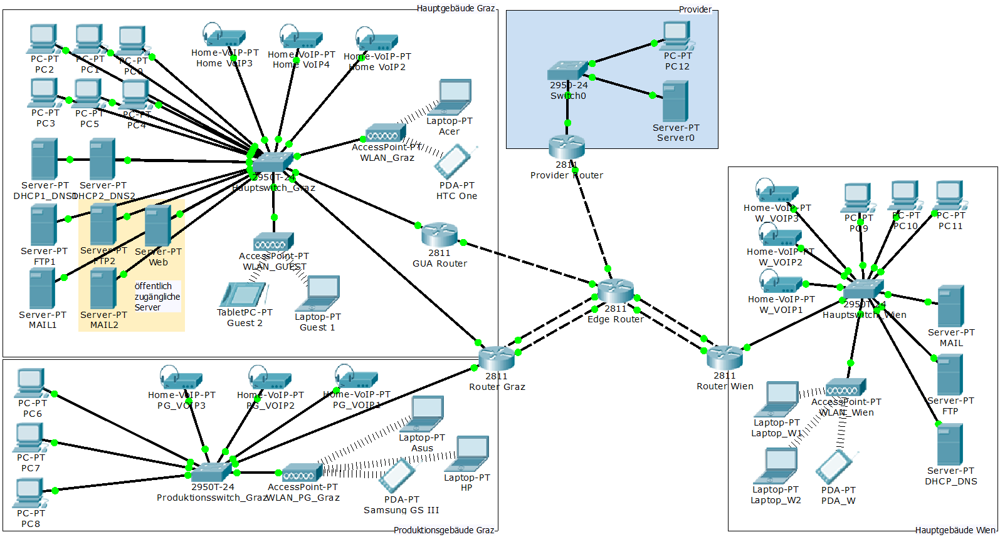 Hauptgebäude Graz
PC-PT
PC2
PC-PT
PC1
PC-PT
PC0
Home-VoIP-PT
Home VoIP3
Home-VoIP-PT
Home VoIP4
Home-VoIP-PT
Home VoIP2
PC-PT
PC3
PC-PT
PC5
PC-PT
PC4
Laptop-PT
Acer
AccessPoint-PT
WLAN_Graz
PDA-PT
HTC One
2950T-24
Hauptswitch_Graz
Server-PT
DHCP1_DNS1
Server-PT
DHCP2_DNS2
Server-PT
FTP1
Server-PT
FTP2
Server-PT
Web
Server-PT
MAIL1
Server-PT
MAIL2
öffentlich
zugängliche
Server
AccessPoint-PT
WLAN_GUEST
TabletPC-PT
Guest 2
Laptop-PT
Guest 1
2811
GUA Router
Provider
PC-PT
PC12
2950-24
Switch0
Server-PT
Server0
2811
Provider Router
2811
Edge Router
2811
Router Graz
2811
Router Wien
Home-VoIP-PT
W_VOIP3
Home-VoIP-PT
W_VOIP2
Home-VoIP-PT
W_VOIP1
PC-PT
PC9
PC-PT
PC10
PC-PT
PC11
2950T-24
Hauptswitch_Wien
Server-PT
MAIL
Server-PT
FTP
Server-PT
DHCP_DNS
AccessPoint-PT
WLAN_Wien
Laptop-PT
Laptop_W1
Laptop-PT
Laptop_W2
PDA-PT
PDA_W
Hauptgebäude Wien
PC-PT
PC6
PC-PT
PC7
PC-PT
PC8
Home-VoIP-PT
PG_VOIP3
Home-VoIP-PT
PG_VOIP2
Home-VoIP-PT
PG_VOIP1
2950T-24
Produktionsswitch_Graz
AccessPoint-PT
WLAN_PG_Graz
Laptop-PT
Asus
Laptop-PT
HP
PDA-PT
Samsung GS III
Produktionsgebäude Graz